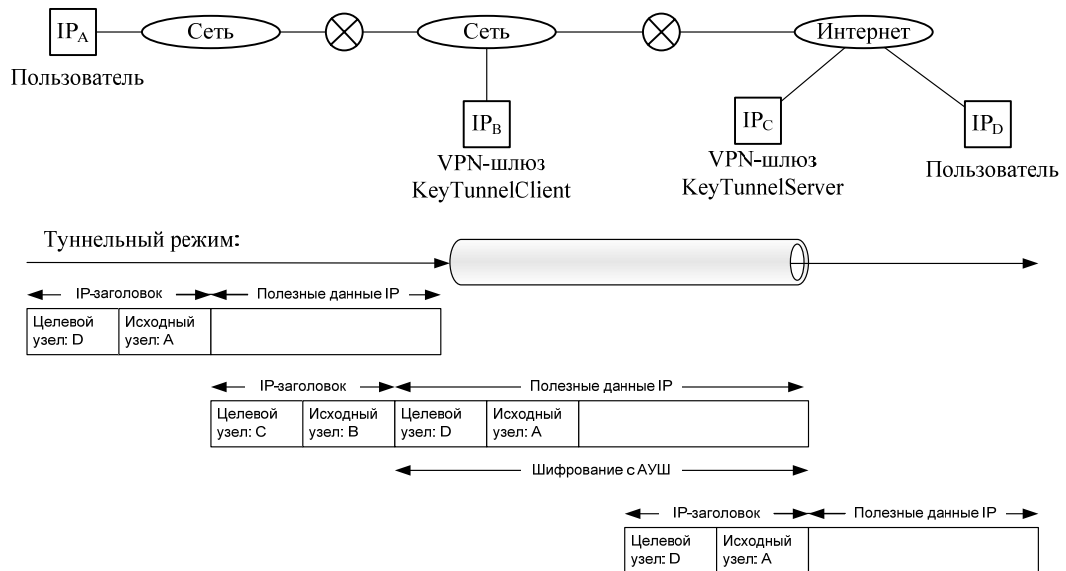 IPA
Сеть
Сеть
Интернет
Пользователь
IPB
IPC
IPD
VPN-шлюз
KeyTunnelClient
VPN-шлюз
KeyTunnelServer
Пользователь
Туннельный режим:
IP-заголовок
Полезные данные IP
Целевой
узел: D
Исходный
узел: A
IP-заголовок
Полезные данные IP
Целевой
узел: C
Исходный
узел: B
Целевой
узел: D
Исходный
узел: A
Шифрование с АУШ
IP-заголовок
Полезные данные IP
Целевой
узел: D
Исходный
узел: A